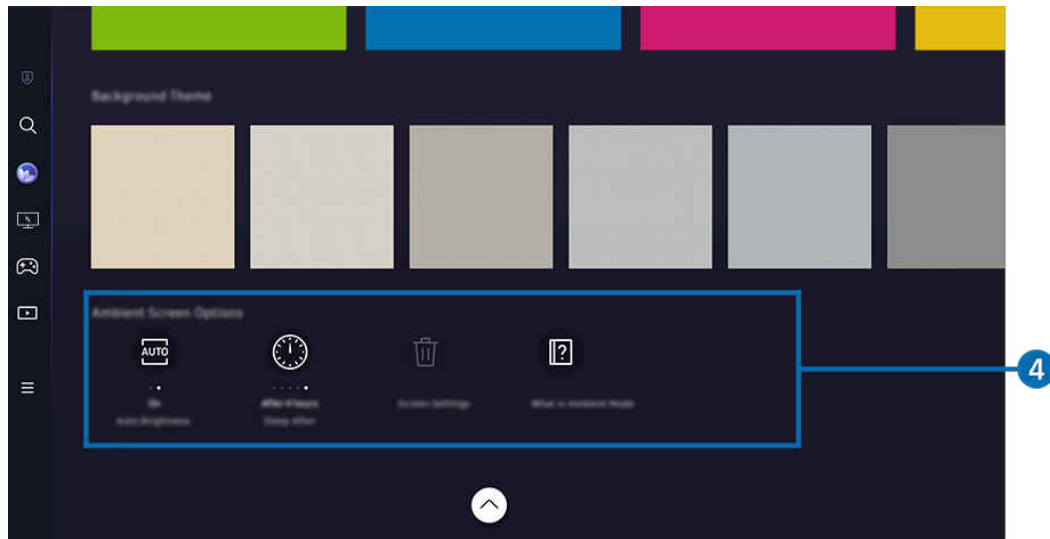 Background Theme
Ambient Screen Options
AUTO
?
On
After 4 hours
Screen Settings
What is Ambient Mode
Auto Brightness
Sleep After
4